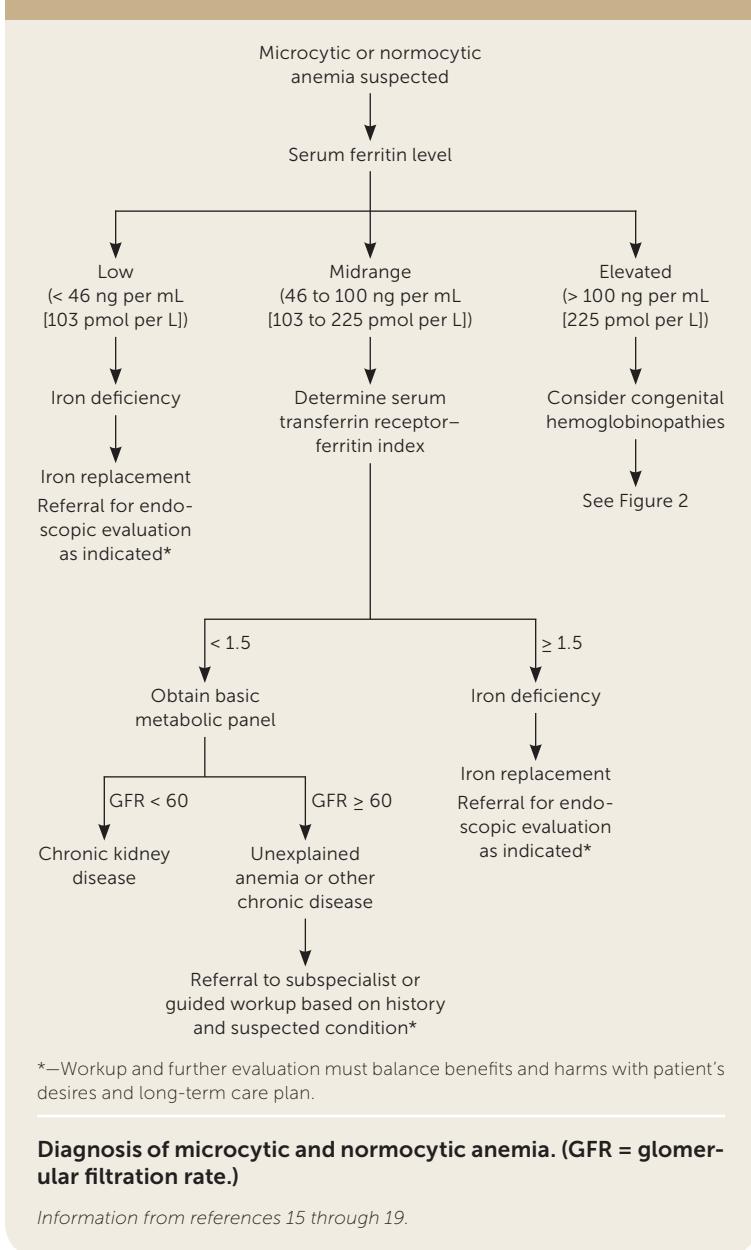 Microcytic or normocytic
anemia suspected
Serum ferritin level
Low
(< 46 ng per mL
[103 pmol per L])
Midrange
(46 to 100 ng per mL
[103 to 225 pmol per L])
Elevated
(> 100 ng per mL
[225 pmol per L])
Iron deficiency
Determine serum
transferrin receptor–
ferritin index
Consider congenital
hemoglobinopathies
Iron replacement
Referral for endo-
scopic evaluation
as indicated*
See Figure 2
< 1.5
≥ 1.5
Obtain basic
metabolic panel
Iron deficiency
Iron replacement
Referral for endo-
scopic evaluation
as indicated*
GFR < 60
GFR ≥ 60
Chronic kidney
disease
Unexplained
anemia or other
chronic disease
Referral to subspecialist or
guided workup based on history
and suspected condition*
*—Workup and further evaluation must balance benefits and harms with patient’s
desires and long-term care plan.
Diagnosis of microcytic and normocytic anemia. (GFR = glomer-
ular filtration rate.)
Information from references 15 through 19.